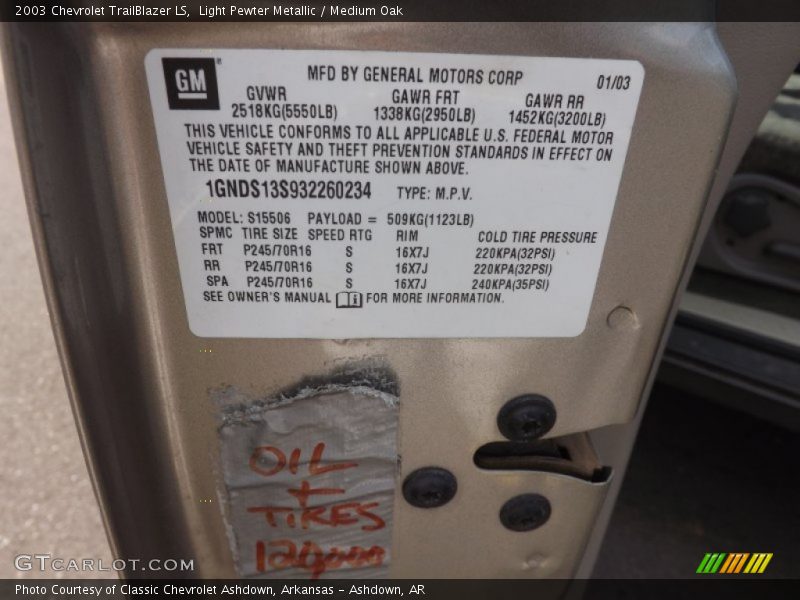 2003 Chevrolet TrailBlazer LS,  Light Pewter Metallic / Medium Oak
GM
MFD BY GENERAL MOTORS CORP 01/03
GVWR GAWR FRT GAWR RR
2518KG(5550LB) 1338KG(2950LB) 1452KG(3200LB)
THIS VEHICLE CONFORMS TO ALL APPLICABLE U.S. FEDERAL MOTOR
VEHICLE SAFETY AND THEFT PREVENTION STANDARDS IN EFFECT ON
THE DATE OF MANUFACTURE SHOWN ABOVE.
1GNDS13S932260234 TYPE: M.P.V.
MODEL: S15506 PAYLOAD = 509KG(1123LB)
SPMC TIRE SIZE SPEED RTG RIM COLD TIRE PRESSURE
FRT P245/70R16 S 16X7J 220KPA(32PSI)
RR P245/70R16 S 16X7J 220KPA(32PSI)
SPA P245/70R16 S 16X7J 240KPA(35PSI)
SEE OWNER'S MANUAL FOR MORE INFORMATION.
OIL
+
TIRES
120,000
GTCarLot.com
Photo Courtesy of Classic Chevrolet Ashdown, Arkansas - Ashdown, AR